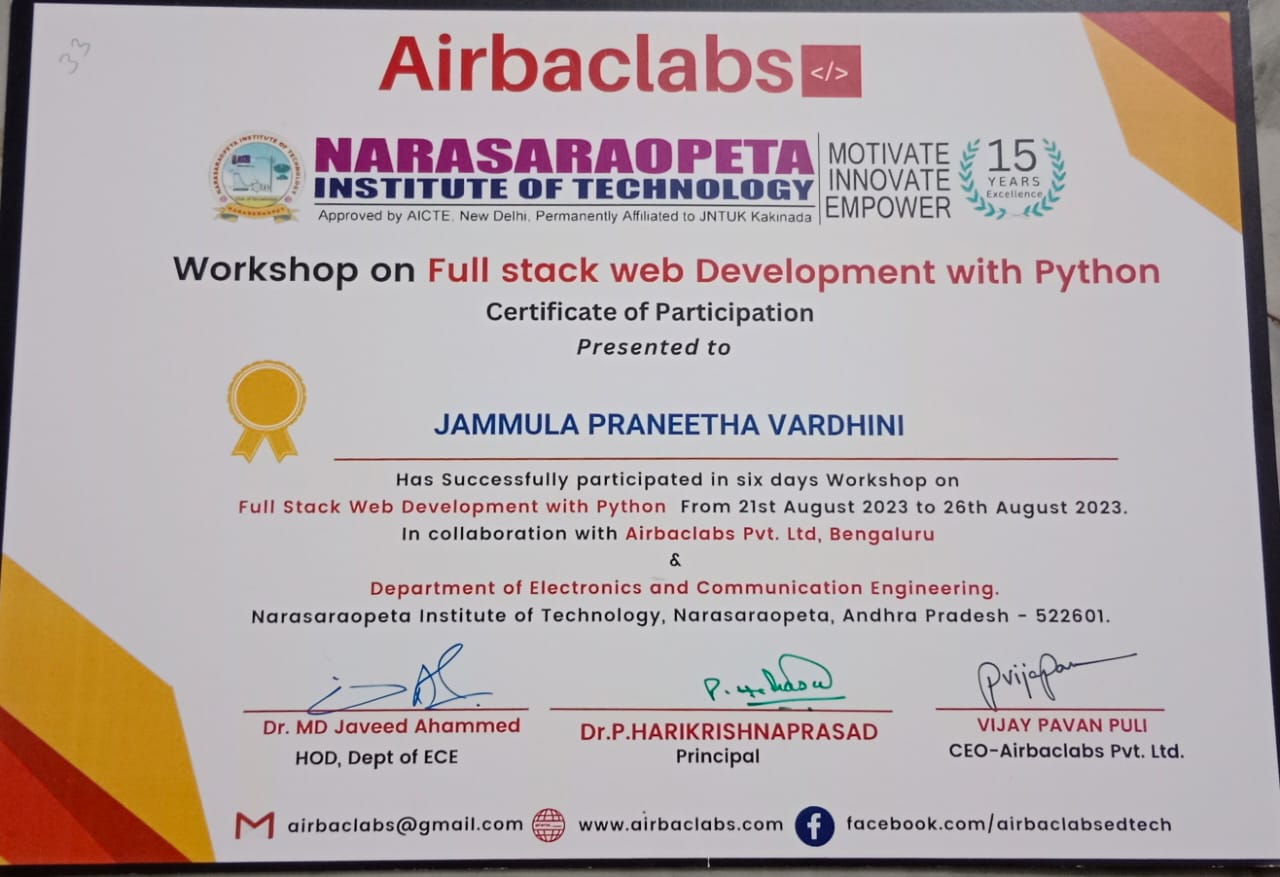 33
Airbaclabs </>
NARASARAOPETA
INSTITUTE OF TECHNOLOGY
Approved by AICTE, New Delhi, Permanently Affiliated to JNTUK Kakinada
MOTIVATE
INNOVATE
EMPOWER
15
YEARS
Excellence
NARASARAOPETA INSTITUTE OF TECHNOLOGY
Workshop on Full stack web Development with Python
Certificate of Participation
Presented to
JAMMULA PRANEETHA VARDHINI
Has Successfully participated in six days Workshop on
Full Stack Web Development with Python From 21st August 2023 to 26th August 2023.
In collaboration with Airbaclabs Pvt. Ltd, Bengaluru
&
Department of Electronics and Communication Engineering.
Narasaraopeta Institute of Technology, Narasaraopeta, Andhra Pradesh - 522601.
Dr. MD Javeed Ahammed
HOD, Dept of ECE
Dr.P.HARIKRISHNAPRASAD
Principal
VIJAY PAVAN PULI
CEO-Airbaclabs Pvt. Ltd.
airbaclabs@gmail.com
www.airbaclabs.com
facebook.com/airbaclabsedtech